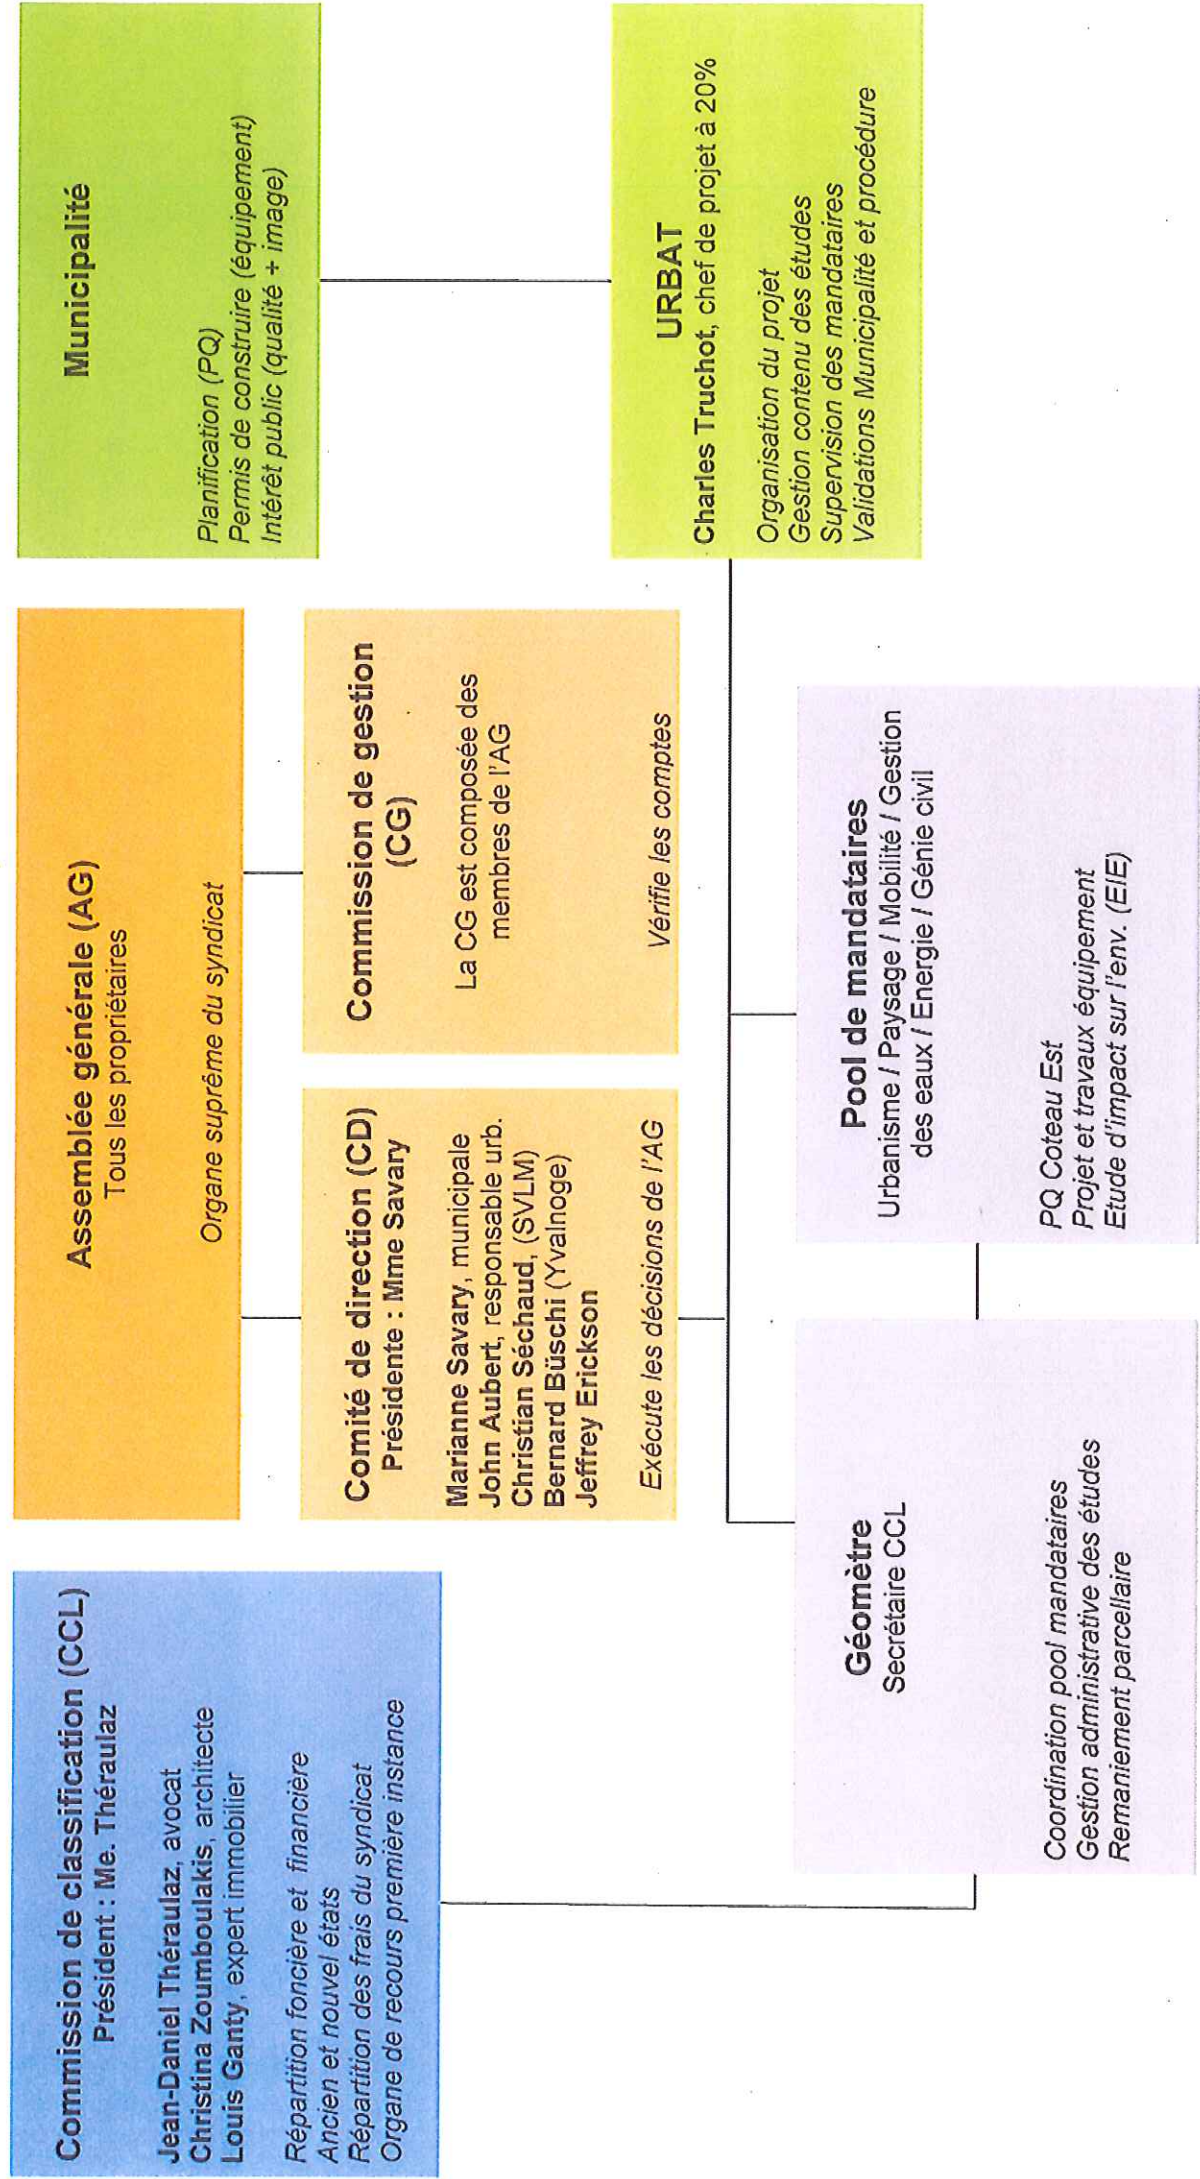 Commission de classification (CCL)
Président : Me. Théraulaz
Jean-Daniel Théraulaz, avocat
Christina Zoumboulakis, architecte
Louis Ganty, expert immobilier
Répartition foncière et financière
Ancien et nouvel états
Répartition des frais du syndicat
Organe de recours première instance
Assemblée générale (AG)
Tous les propriétaires
Organe suprême du syndicat
Municipalité
Planification (PQ)
Permis de construire (équipement)
Intérêt public (qualité + image)
Comité de direction (CD)
Présidente : Mme Savary
Marianne Savary, municipale
John Aubert, responsable urb.
Christian Séchaud, (SVLM)
Bernard Büschi (Yvalnoge)
Jeffrey Erickson
Exécute les décisions de l'AG
Commission de gestion
(CG)
La CG est composée des
membres de l'AG
Vérifie les comptes
URBAT
Charles Truchot, chef de projet à 20%
Organisation du projet
Gestion contenu des études
Supervision des mandataires
Validations Municipalité et procédure
Géomètre
Secrétaire CCL
Coordination pool mandataires
Gestion administrative des études
Remaniement parcellaire
Pool de mandataires
Urbanisme / Paysage / Mobilité / Gestion
des eaux / Energie / Génie civil
PQ Coteau Est
Projet et travaux équipement
Etude d'impact sur l'env. (EIE)